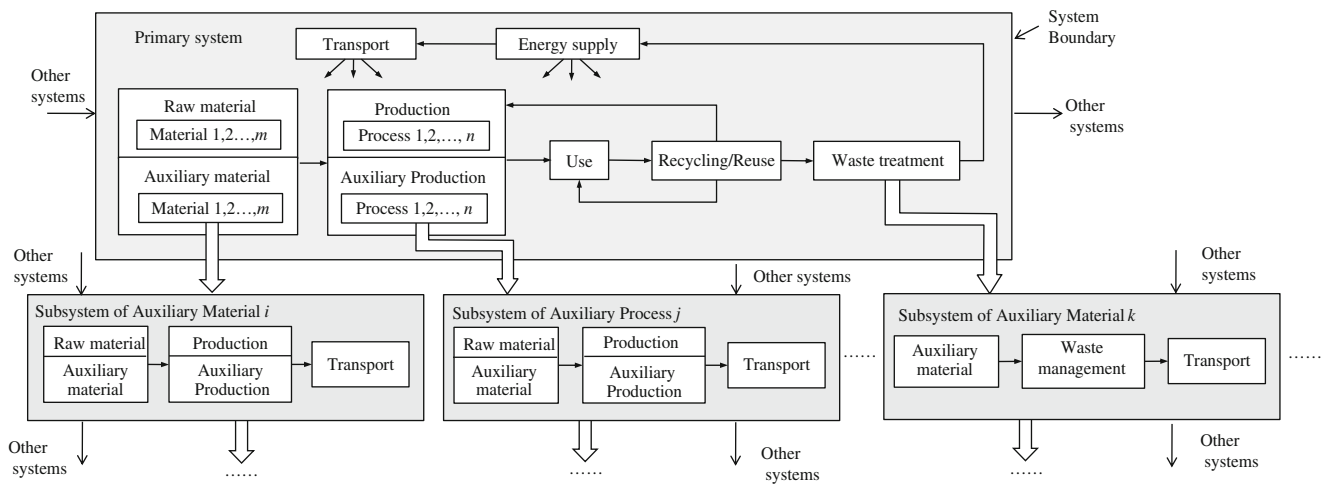 Primary system
Transport
Energy supply
System
Boundary
Other
systems
Raw material
Material 1,2...,m
Auxiliary material
Material 1,2...,m
Production
Process 1,2,..., n
Auxiliary Production
Process 1,2,..., n
Use
Recycling/Reuse
Waste treatment
Other
systems
Other
systems
Subsystem of Auxiliary Material i
Raw material
Auxiliary
material
Production
Auxiliary
Production
Transport
Other
systems
......
Other systems
Subsystem of Auxiliary Process j
Raw material
Auxiliary
material
Production
Auxiliary
Production
Transport
......
......
Other
systems
Other
systems
Subsystem of Auxiliary Material k
Auxiliary
material
Waste
management
Transport
......
......
Other
systems